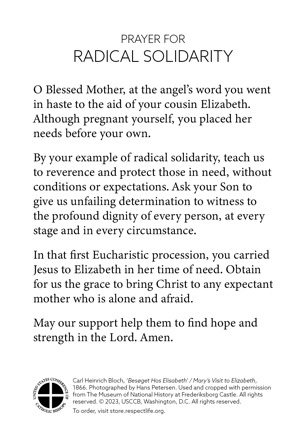 PRAYER FOR
RADICAL SOLIDARITY
O Blessed Mother, at the angel's word you went
in haste to the aid of your cousin Elizabeth.
Although pregnant yourself, you placed her
needs before your own.
By your example of radical solidarity, teach us
to reverence and protect those in need, without
conditions or expectations. Ask your Son to
give us unfailing determination to witness to
the profound dignity of every person, at every
stage and in every circumstance.
In that first Eucharistic procession, you carried
Jesus to Elizabeth in her time of need. Obtain
for us the grace to bring Christ to any expectant
mother who is alone and afraid.
May our support help them to find hope and
strength in the Lord. Amen.
Carl Heinrich Bloch, 'Besøget Hos Elisabeth' / Mary's Visit to Elizabeth,
1866. Photographed by Hans Petersen. Used and cropped with permission
from The Museum of National History at Frederiksborg Castle. All rights
reserved. © 2023, USCCB, Washington, D.C. All rights reserved.
To order, visit store.respectlife.org.